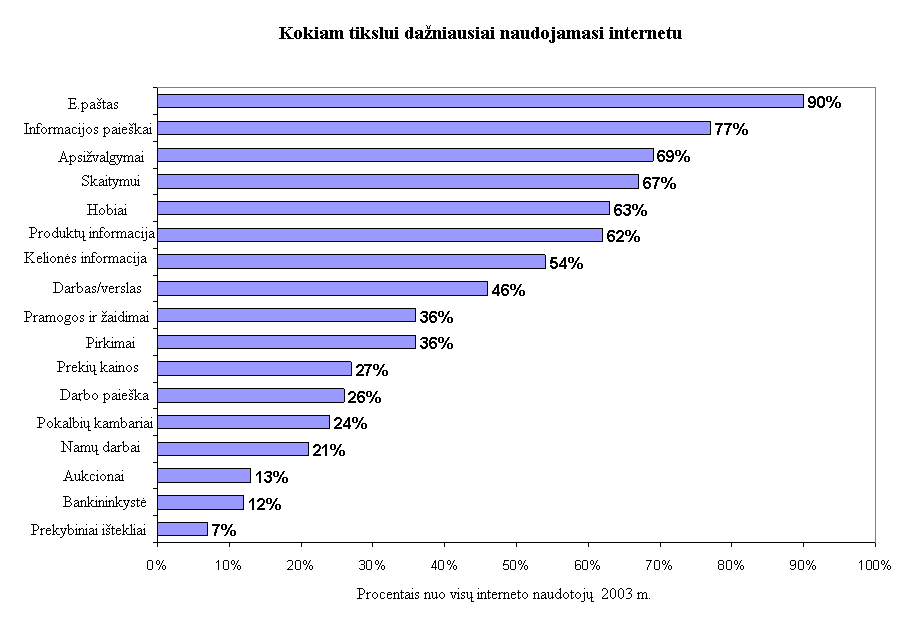 Kokiam tikslui dažniausiai naudojamasi internetu
E.paštas 90%
Informacijos paieškai 77%
Apsižvalgymai 69%
Skaitymui 67%
Hobiai 63%
Produktų informacija 62%
Kelionės informacija 54%
Darbas/verslas 46%
Pramogos ir žaidimai 36%
Pirkimai 36%
Prekių kainos 27%
Darbo paieška 26%
Pokalbių kambariai 24%
Namų darbai 21%
Aukcionai 13%
Bankininkystė 12%
Prekybiniai ištekliai 7%
0% 10% 20% 30% 40% 50% 60% 70% 80% 90% 100%
Procentais nuo visų interneto naudotojų 2003 m.